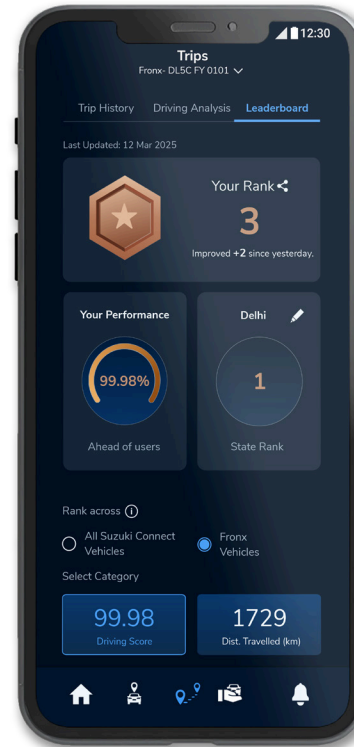 12:30
Trips
Fronx- DL5C FY 0101
Trip History Driving Analysis Leaderboard
Last Updated: 12 Mar 2025
Your Rank
3
Improved +2 since yesterday.
Your Performance
99.98%
Ahead of users
Delhi
1
State Rank
Rank across
All Suzuki Connect
Vehicles
Fronx
Vehicles
Select Category
99.98
Driving Score
1729
Dist. Travelled (km)